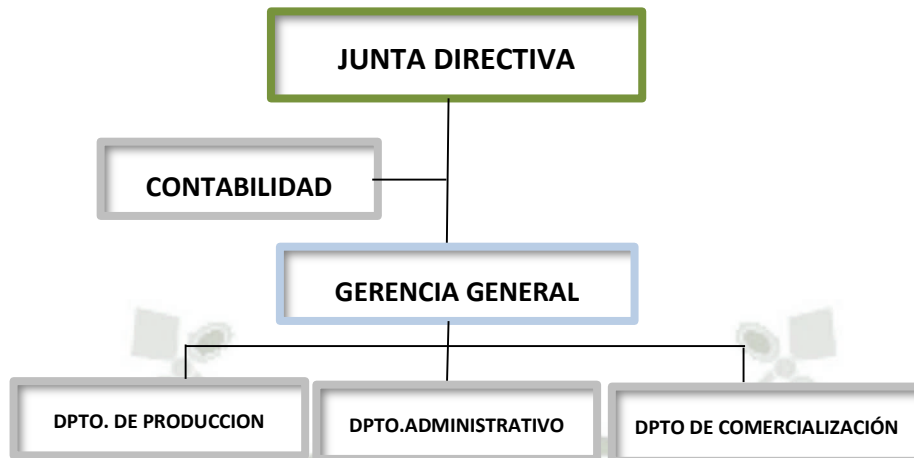 JUNTA DIRECTIVA
CONTABILIDAD
GERENCIA GENERAL
DPTO. DE PRODUCCION
DPTO.ADMINISTRATIVO
DPTO DE COMERCIALIZACIÓN